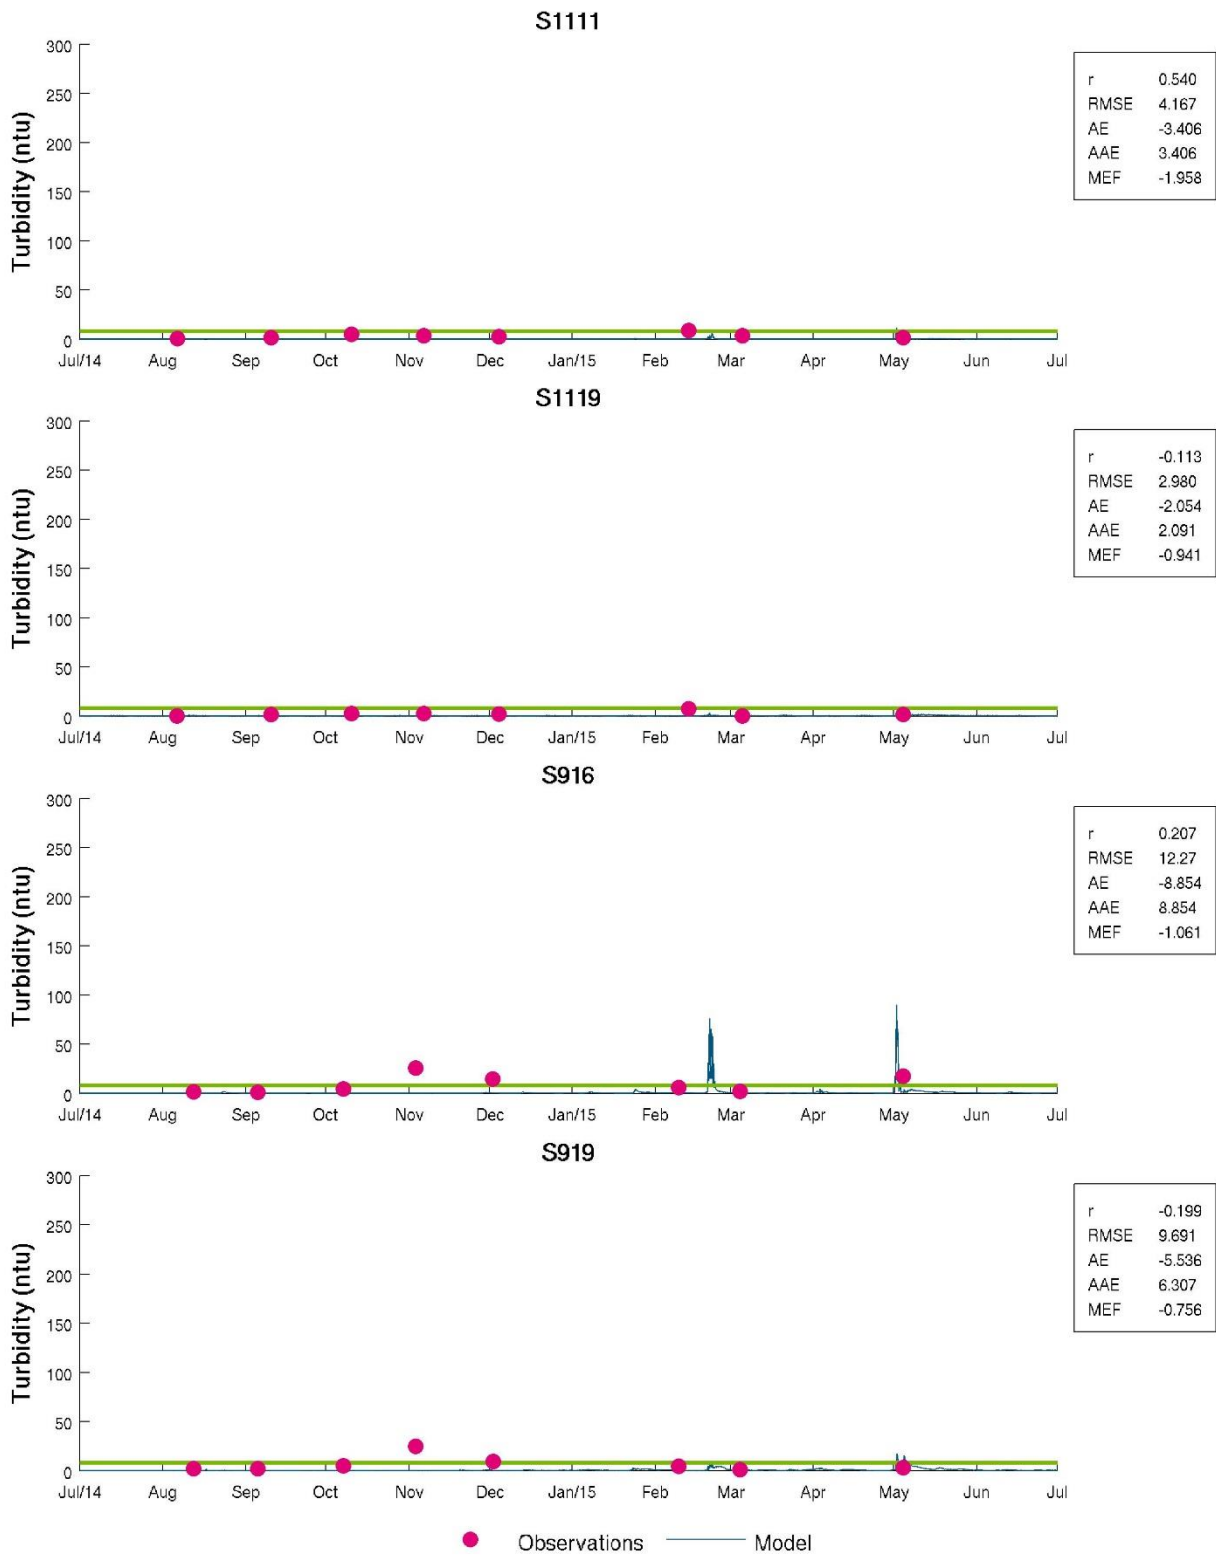 S1111
Turbidity (ntu)
300
250
200
150
100
50
0
Jul/14 Aug Sep Oct Nov Dec Jan/15 Feb Mar Apr May Jun Jul
r 0.540
RMSE 4.167
AE -3.406
AAE 3.406
MEF -1.958
S1119
Turbidity (ntu)
300
250
200
150
100
50
0
Jul/14 Aug Sep Oct Nov Dec Jan/15 Feb Mar Apr May Jun Jul
r -0.113
RMSE 2.980
AE -2.054
AAE 2.091
MEF -0.941
S916
Turbidity (ntu)
300
250
200
150
100
50
0
Jul/14 Aug Sep Oct Nov Dec Jan/15 Feb Mar Apr May Jun Jul
r 0.207
RMSE 12.27
AE -8.854
AAE 8.854
MEF -1.061
S919
Turbidity (ntu)
300
250
200
150
100
50
0
Jul/14 Aug Sep Oct Nov Dec Jan/15 Feb Mar Apr May Jun Jul
r -0.199
RMSE 9.691
AE -5.536
AAE 6.307
MEF -0.756
Observations Model